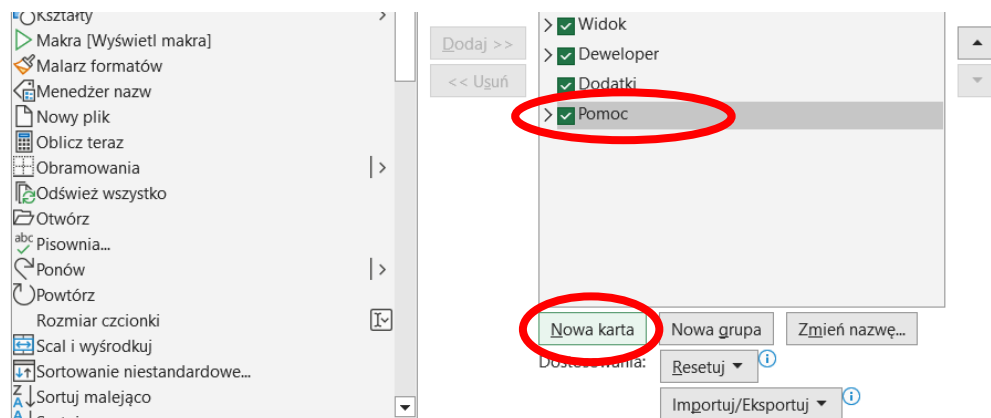 Kształty
Makra [Wyświetl makra]
Malarz formatów
Menedżer nazw
Nowy plik
Oblicz teraz
Obramowania
Odśwież wszystko
Otwórz
abc Pisownia...
Ponów
Powtórz
Rozmiar czcionki
Scal i wyśrodkuj
Sortowanie niestandardowe...
Sortuj malejąco
Dodaj >>
<< Usuń
Widok
Deweloper
Dodatki
Pomoc
Nowa karta Nowa grupa Zmień nazwę...
Dostosowania: Resetuj
Importuj/Eksportuj